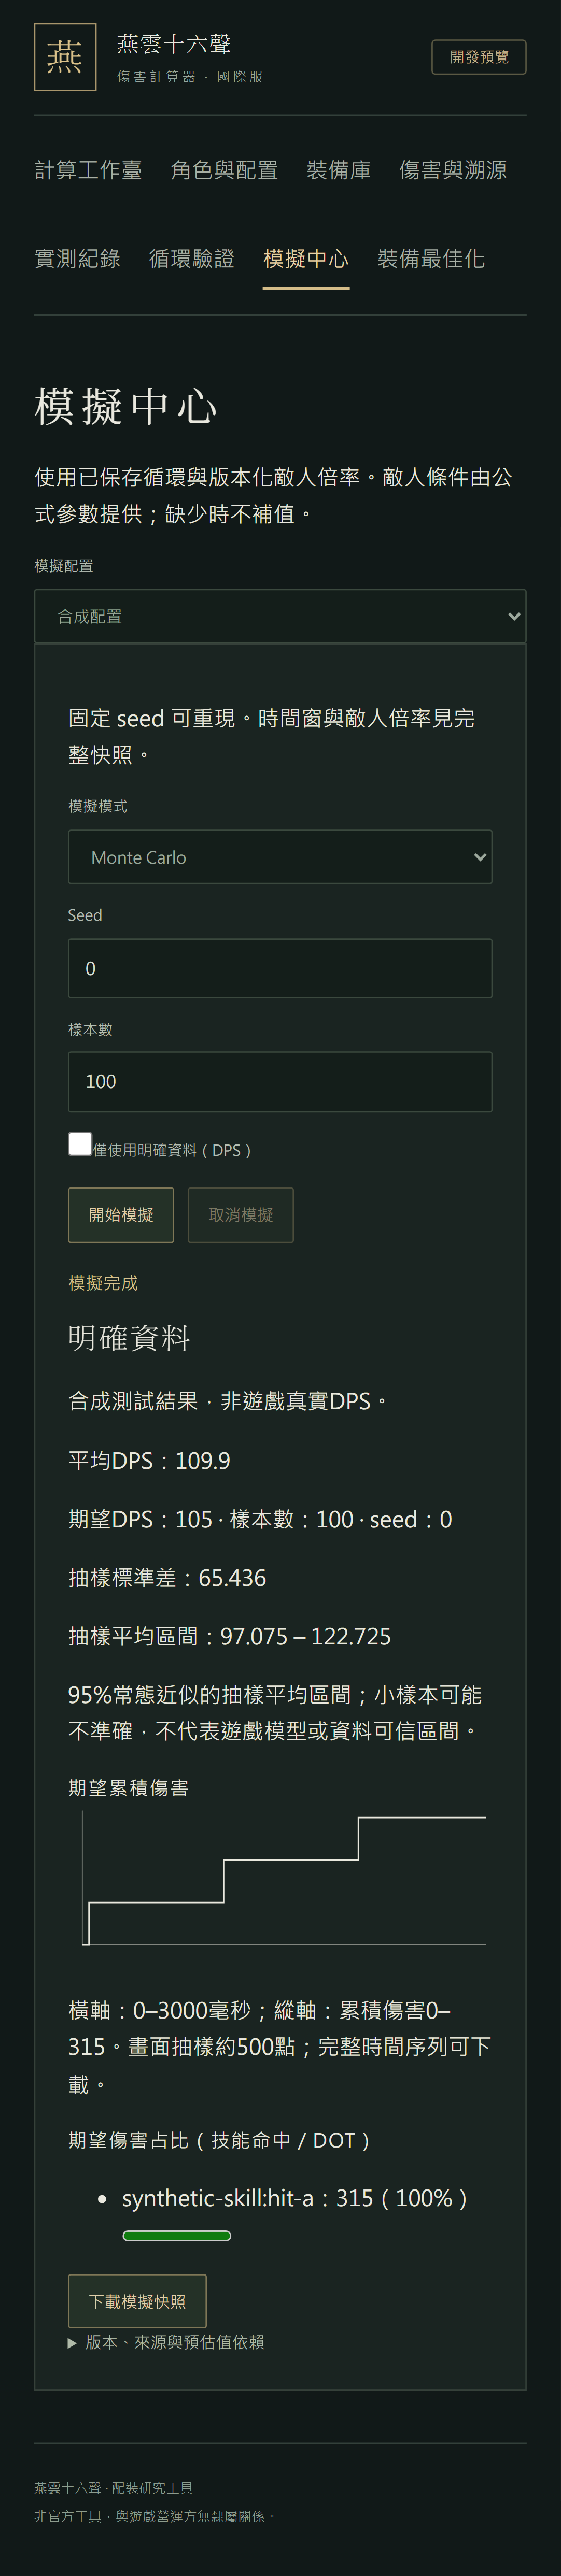 燕
燕雲十六聲
傷害計算器 · 國際服
開發預覽
計算工作臺 角色與配置 裝備庫 傷害與溯源
實測紀錄 循環驗證 模擬中心 裝備最佳化
模擬中心
使用已保存循環與版本化敵人倍率。敵人條件由公
式參數提供；缺少時不補值。
模擬配置
合成配置
固定 seed 可重現。時間窗與敵人倍率見完
整快照。
模擬模式
Monte Carlo
Seed
0
樣本數
100
僅使用明確資料（DPS）
開始模擬 取消模擬
模擬完成
明確資料
合成測試結果，非遊戲真實DPS。
平均DPS：109.9
期望DPS：105 · 樣本數：100 · seed：0
抽樣標準差：65.436
抽樣平均區間：97.075 – 122.725
95%常態近似的抽樣平均區間；小樣本可能
不準確，不代表遊戲模型或資料可信區間。
期望累積傷害
橫軸：0–3000毫秒；縱軸：累積傷害0–
315。畫面抽樣約500點；完整時間序列可下
載。
期望傷害占比（技能命中 / DOT）
• synthetic-skill:hit-a：315（100%）
下載模擬快照
▶ 版本、來源與預估值依賴
燕雲十六聲 · 配裝研究工具
非官方工具，與遊戲營運方無隸屬關係。